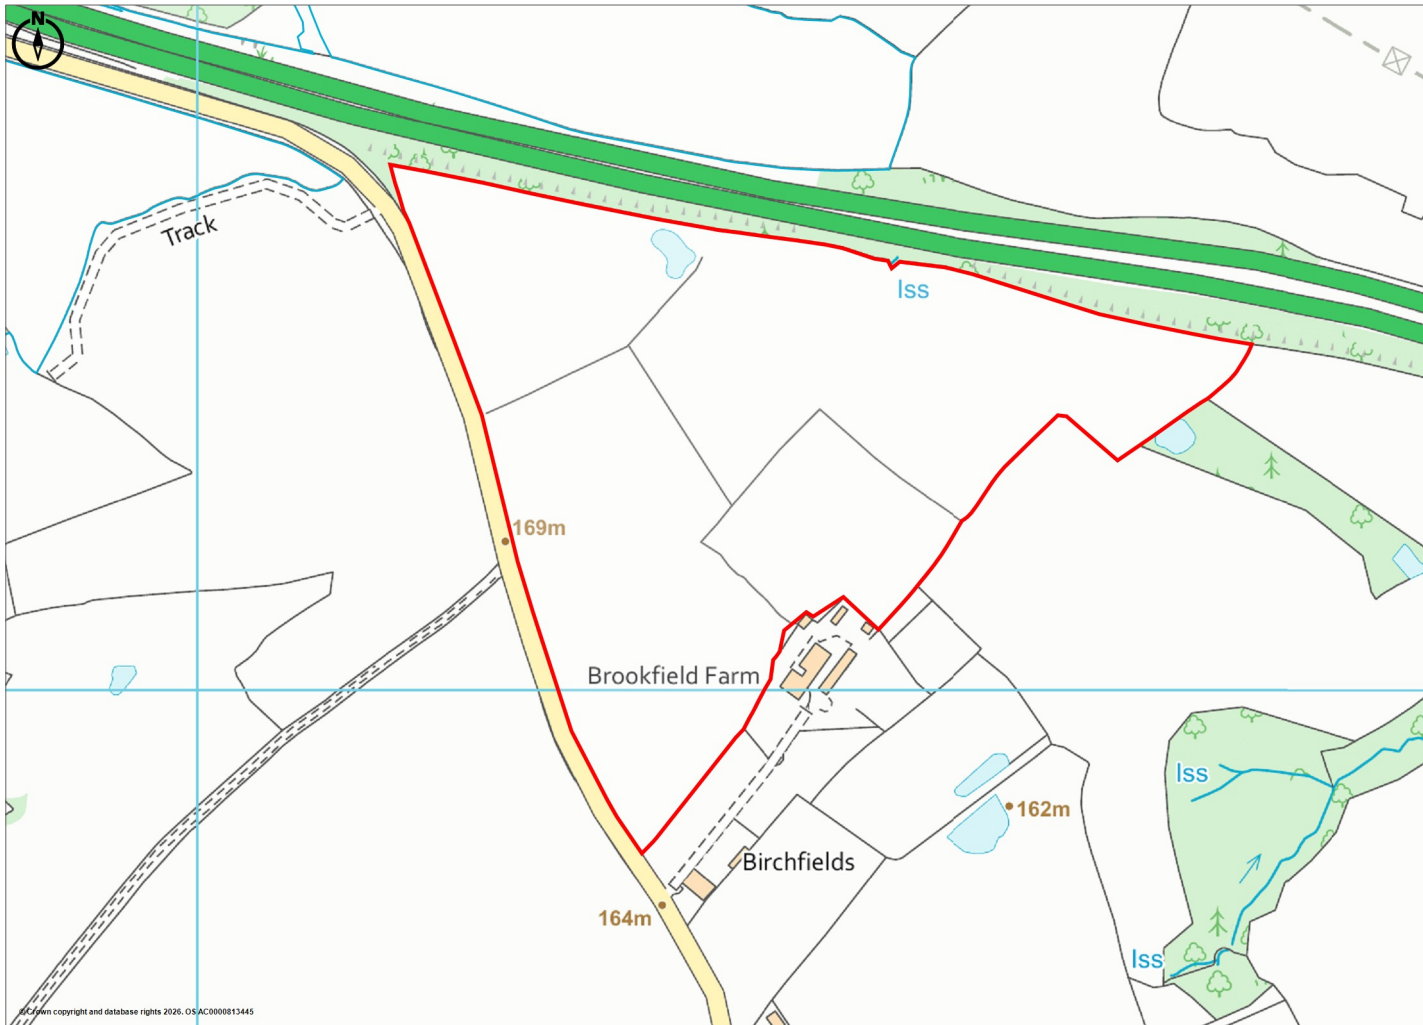 N
Track
Iss
169m
Brookfield Farm
Iss
162m
Birchfields
164m
Iss
© Crown copyright and database rights 2026. OS AC0000813445